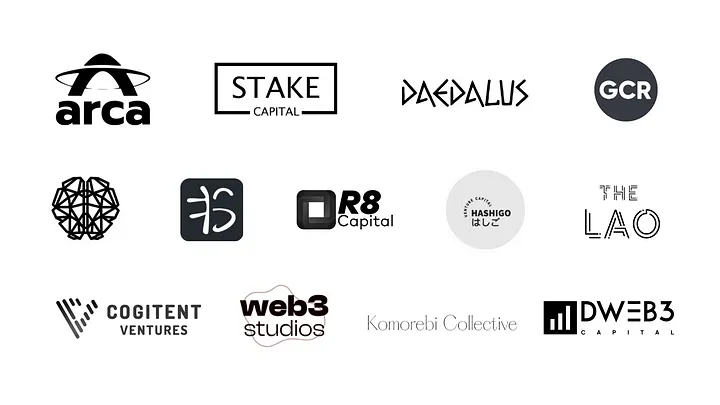 arca
STAKE
CAPITAL
DAEDALUS
GCR
R8
Capital
VENTURE CAPITAL
HASHIGO
はしご
THE
LAO
COGITENT
VENTURES
web3
studios
Komorebi Collective
DWEB3
CAPITAL